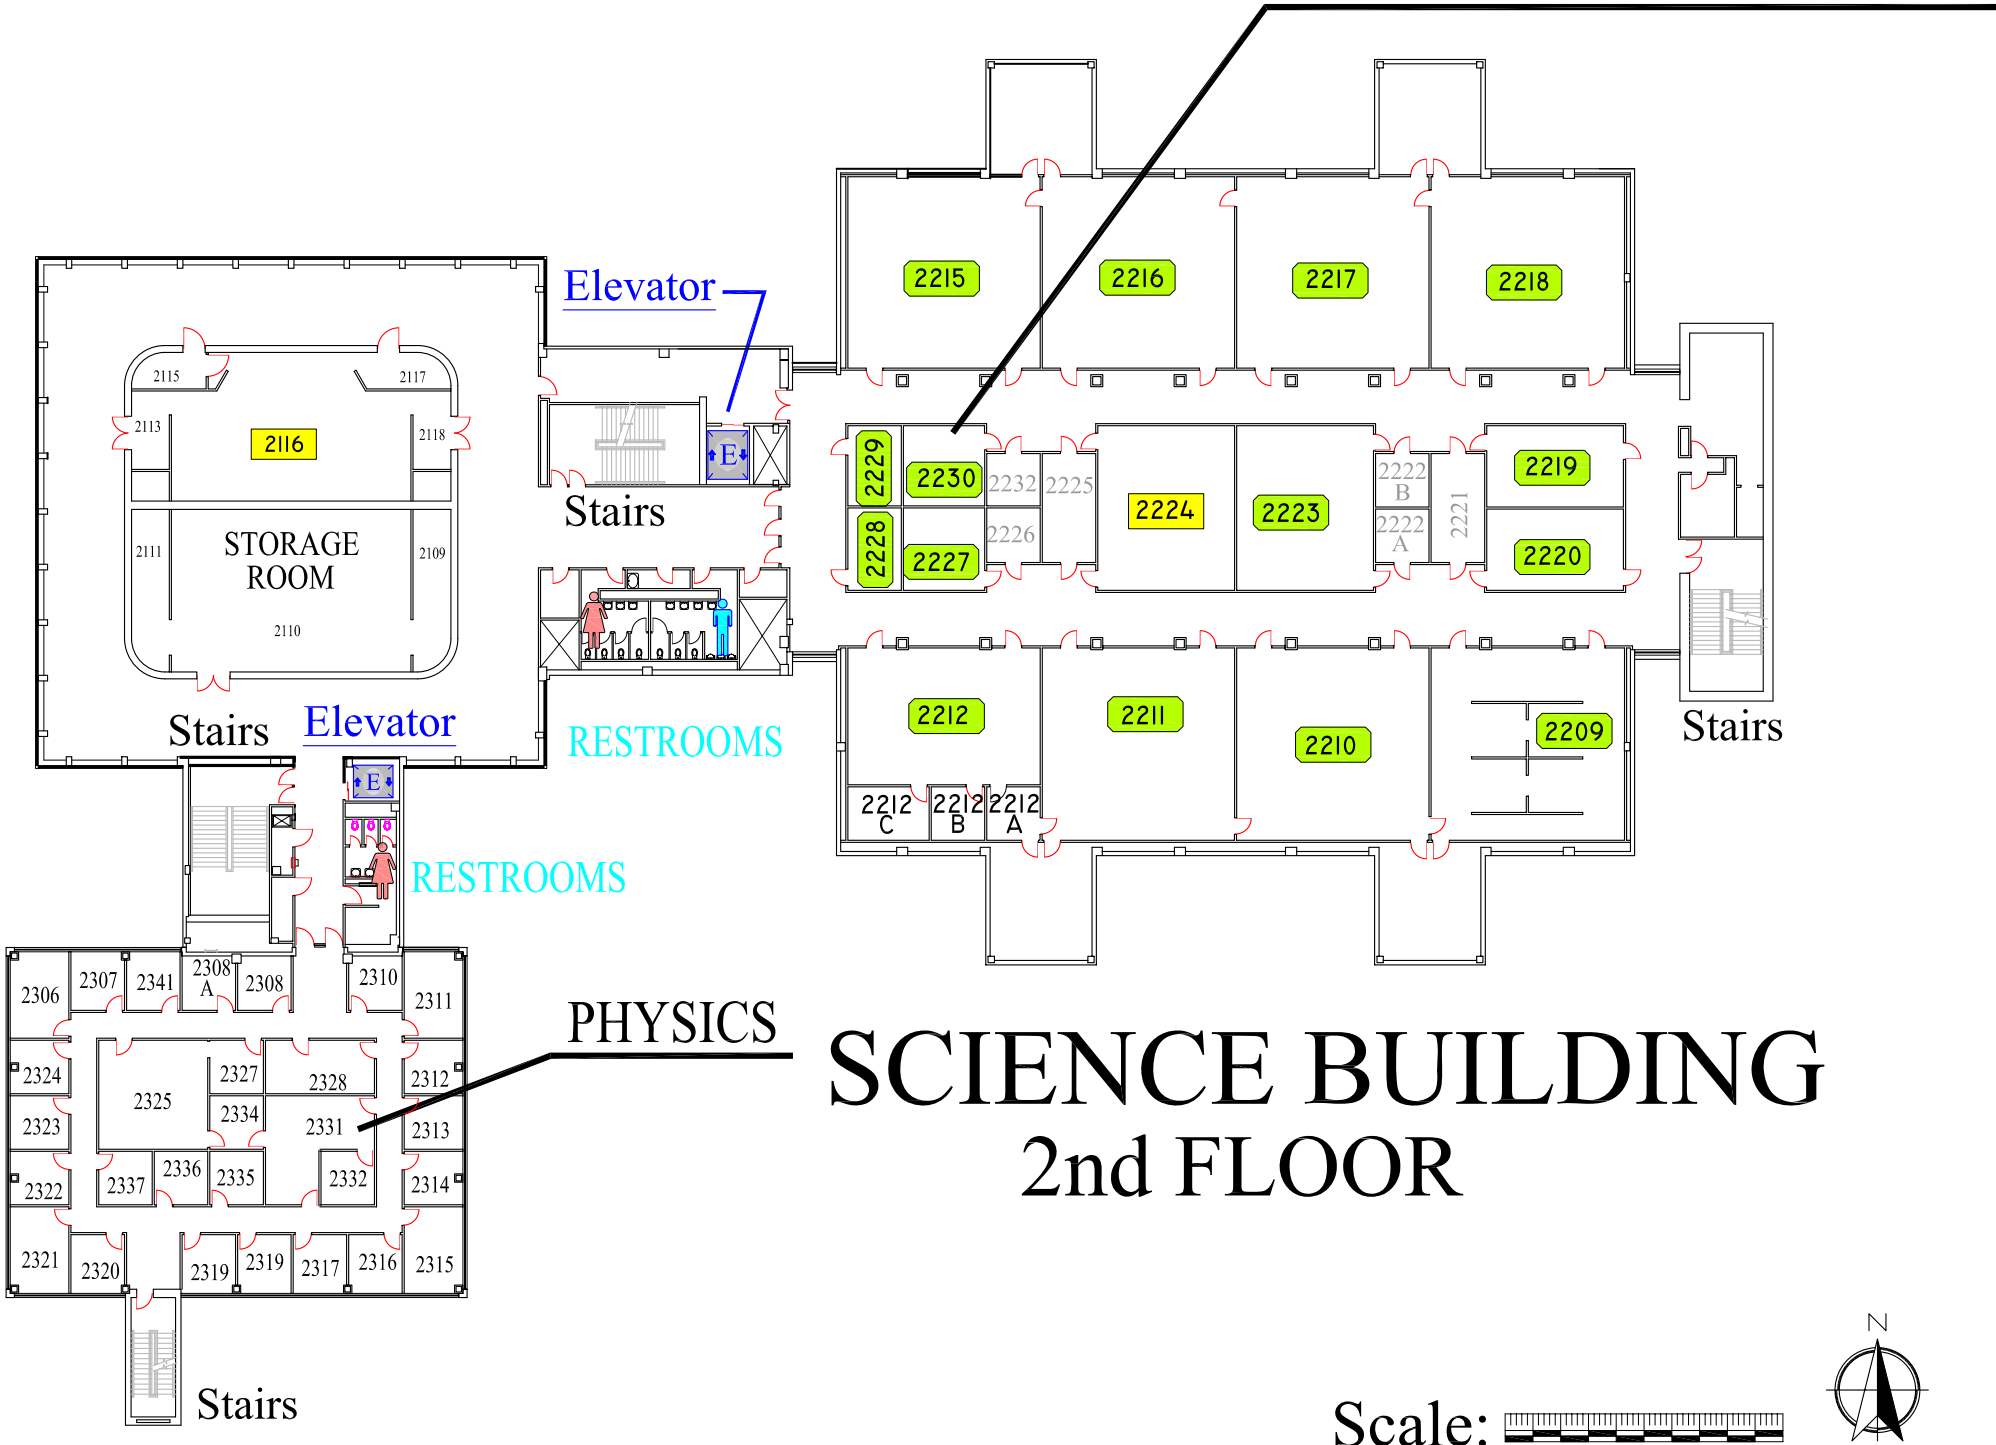 2215
2216
2217
2218
Elevator
2115
2117
2113
2118
2116
E
2229
2230
2232
2225
2224
2223
2222
B
2221
2219
Stairs
2228
2227
2226
2222
A
2220
STORAGE
ROOM
2111
2109
2110
Stairs
Elevator
RESTROOMS
2212
2211
2210
2209
Stairs
E
2212
C
2212
B
2212
A
RESTROOMS
2306
2307
2341
2308
A
2308
2310
2311
PHYSICS
SCIENCE BUILDING
2nd FLOOR
2324
2327
2328
2312
2325
2334
2331
2323
2313
2322
2337
2336
2335
2332
2314
2321
2320
2319
2319
2317
2316
2315
Stairs
N
Scale: